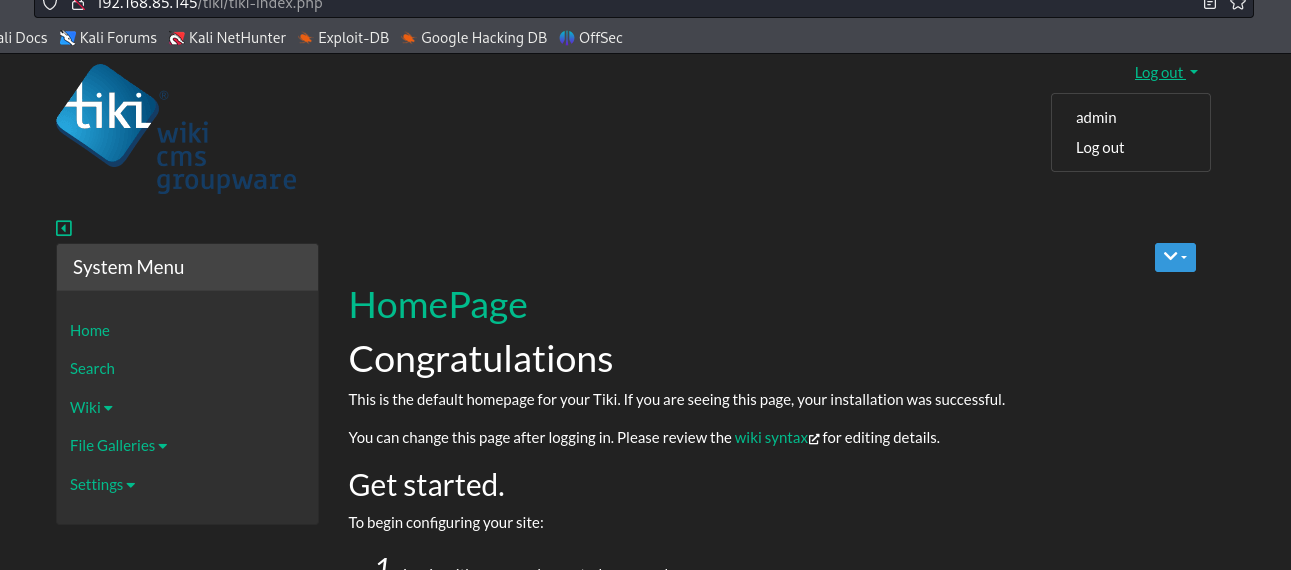 192.168.85.145/tiki/tiki-index.php
ali Docs Kali Forums Kali NetHunter Exploit-DB Google Hacking DB OffSec
Log out
tiki ®
wiki
cms
groupware
admin
Log out
System Menu
Home
Search
Wiki
File Galleries
Settings
HomePage
Congratulations
This is the default homepage for your Tiki. If you are seeing this page, your installation was successful.
You can change this page after logging in. Please review the wiki syntax for editing details.
Get started.
To begin configuring your site:
1.